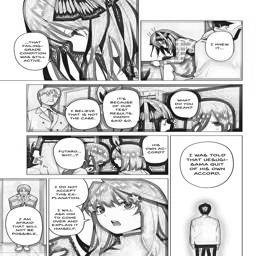 I KNEW
IT...
...THAT
FAILING-
GRADE
CONDITION
WAS STILL
ACTIVE.
WHAT DO
YOU
MEAN?
IT'S
BECAUSE
OF OUR
TEST
RESULTS.
DADDY
SAID SO.
I BELIEVE
THAT IS
NOT THE
CASE.
I WAS TOLD
THAT UESUGI-
SAMA QUIT
OF HIS OWN
ACCORD.
HIS
OWN
ACCORD?
FUTARO...
WHY...?
I DO NOT
ACCEPT
THIS EX-
PLANATION.
I WILL
ASK HIM TO
COME OVER
AND EXPLAIN
IT HIMSELF.
I AM
AFRAID
THAT WILL
NOT BE
POSSIBLE.